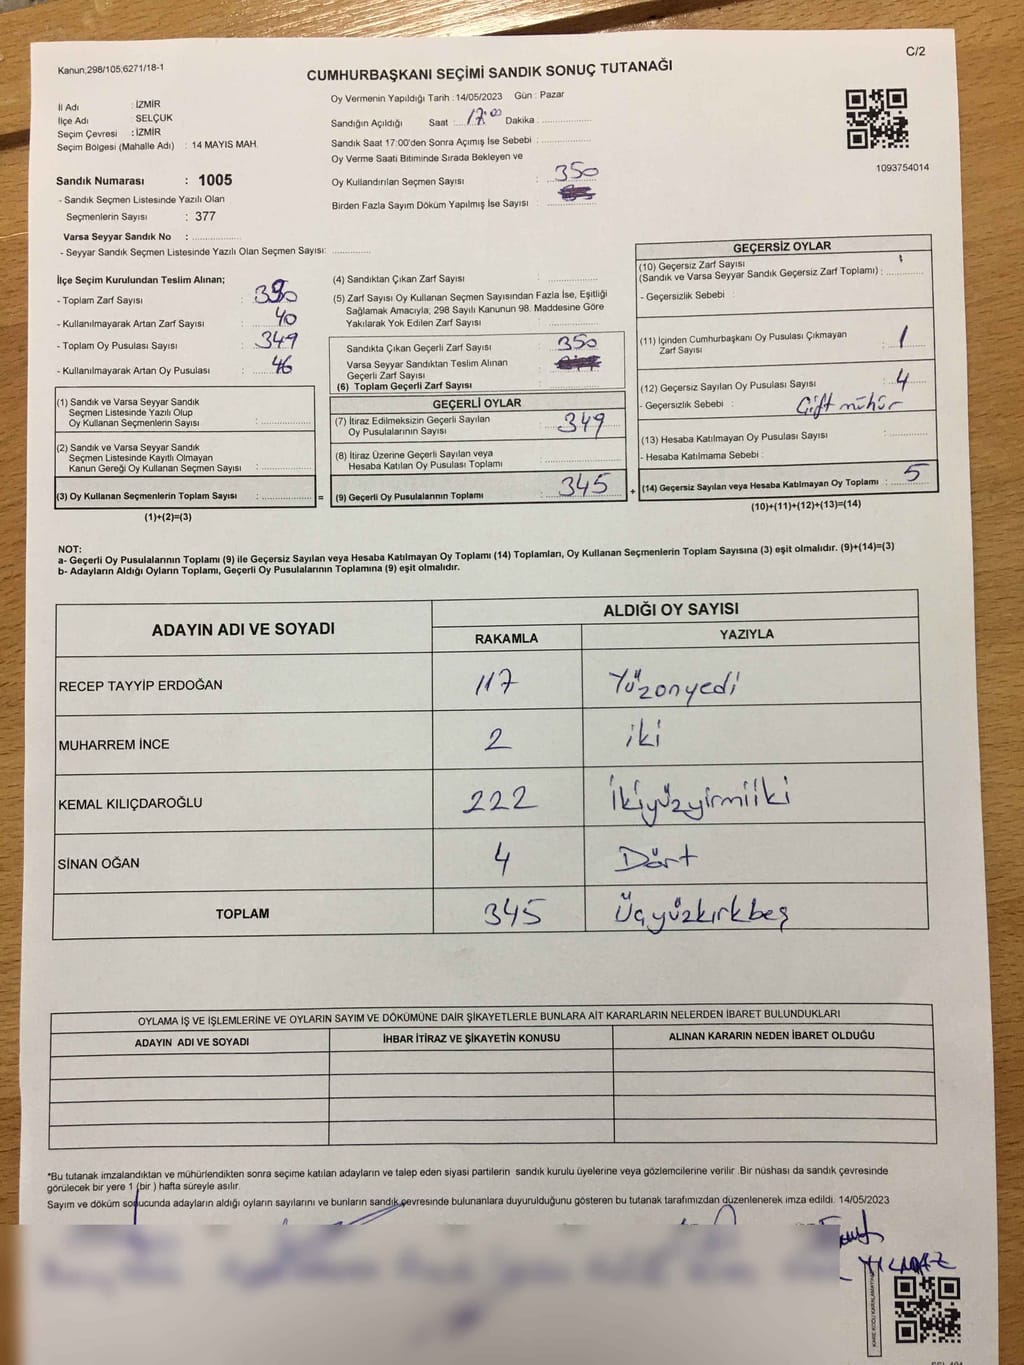 C/2
Kanun,298/105;6271/18-1
CUMHURBAŞKANI SEÇİMİ SANDIK SONUÇ TUTANAĞI
İl Adı : İZMİR
İlçe Adı : SELÇUK
Seçim Çevresi : İZMİR
Seçim Bölgesi (Mahalle Adı) : 14 MAYIS MAH.
Sandık Numarası : 1005
- Sandık Seçmen Listesinde Yazılı Olan
Seçmenlerin Sayısı : 377
Varsa Seyyar Sandık No :
- Seyyar Sandık Seçmen Listesinde Yazılı Olan Seçmen Sayısı:
Oy Vermenin Yapıldığı Tarih : 14/05/2023 Gün : Pazar
Sandığın Açıldığı Saat : 17:00 Dakika :
Sandık Saat 17:00'den Sonra Açımış İse Sebebi :
Oy Verme Saati Bitiminde Sırada Bekleyen ve
Oy Kullandırılan Seçmen Sayısı : 350
Birden Fazla Sayım Döküm Yapılmış İse Sayısı :
1093754014
İlçe Seçim Kurulundan Teslim Alınan;
- Toplam Zarf Sayısı : 390
- Kullanılmayarak Artan Zarf Sayısı : 40
- Toplam Oy Pusulası Sayısı : 349
- Kullanılmayarak Artan Oy Pusulası : 46
(1) Sandık ve Varsa Seyyar Sandık
Seçmen Listesinde Yazılı Olup
Oy Kullanan Seçmenlerin Sayısı :
(2) Sandık ve Varsa Seyyar Sandık
Seçmen Listesinde Kayıtlı Olmayan
Kanun Gereği Oy Kullanan Seçmen Sayısı :
(3) Oy Kullanan Seçmenlerin Toplam Sayısı : =
(1)+(2)=(3)
(4) Sandıktan Çıkan Zarf Sayısı :
(5) Zarf Sayısı Oy Kullanan Seçmen Sayısından Fazla İse, Eşitliği
Sağlamak Amacıyla; 298 Sayılı Kanunun 98. Maddesine Göre
Yakılarak Yok Edilen Zarf Sayısı :
Sandıkta Çıkan Geçerli Zarf Sayısı : 350
Varsa Seyyar Sandıktan Teslim Alınan
Geçerli Zarf Sayısı :
(6) Toplam Geçerli Zarf Sayısı :
GEÇERLİ OYLAR
(7) İtiraz Edilmeksizin Geçerli Sayılan
Oy Pusulalarının Sayısı : 349
(8) İtiraz Üzerine Geçerli Sayılan veya
Hesaba Katılan Oy Pusulası Toplamı :
(9) Geçerli Oy Pusulalarının Toplamı : 345 +
GEÇERSİZ OYLAR
(10) Geçersiz Zarf Sayısı
(Sandık ve Varsa Seyyar Sandık Geçersiz Zarf Toplamı) :
- Geçersizlik Sebebi :
(11) İçinden Cumhurbaşkanı Oy Pusulası Çıkmayan
Zarf Sayısı : 1
(12) Geçersiz Sayılan Oy Pusulası Sayısı : 4
- Geçersizlik Sebebi : Çift mühür
(13) Hesaba Katılmayan Oy Pusulası Sayısı :
- Hesaba Katılmama Sebebi :
(14) Geçersiz Sayılan veya Hesaba Katılmayan Oy Toplamı : 5
(10)+(11)+(12)+(13)=(14)
NOT:
a- Geçerli Oy Pusulalarının Toplamı (9) ile Geçersiz Sayılan veya Hesaba Katılmayan Oy Toplamı (14) Toplamları, Oy Kullanan Seçmenlerin Toplam Sayısına (3) eşit olmalıdır. (9)+(14)=(3)
b- Adayların Aldığı Oyların Toplamı, Geçerli Oy Pusulalarının Toplamına (9) eşit olmalıdır.
ADAYIN ADI VE SOYADI ALDIĞI OY SAYISI
RAKAMLA YAZIYLA
RECEP TAYYİP ERDOĞAN 117 Yüzonyedi
MUHARREM İNCE 2 iki
KEMAL KILIÇDAROĞLU 222 İkiyüzyirmiiki
SİNAN OĞAN 4 Dört
TOPLAM 345 Üçyüzkırkbeş
OYLAMA İŞ VE İŞLEMLERİNE VE OYLARIN SAYIM VE DÖKÜMÜNE DAİR ŞİKAYETLERLE BUNLARA AİT KARARLARIN NELERDEN İBARET BULUNDUKLARI
ADAYIN ADI VE SOYADI İHBAR İTİRAZ VE ŞİKAYETİN KONUSU ALINAN KARARIN NEDEN İBARET OLDUĞU
*Bu tutanak imzalandıktan ve mühürlendikten sonra seçime katılan adayların ve talep eden siyasi partilerin sandık kurulu üyelerine veya gözlemcilerine verilir .Bir nüshası da sandık çevresinde
görülecek bir yere 1 (bir ) hafta süreyle asılır.
Sayım ve döküm sonucunda adayların aldığı oyların sayılarını ve bunların sandık çevresinde bulunanlara duyurulduğunu gösteren bu tutanak tarafımızdan düzenlenerek imza edildi. 14/05/2023
YILMAZ